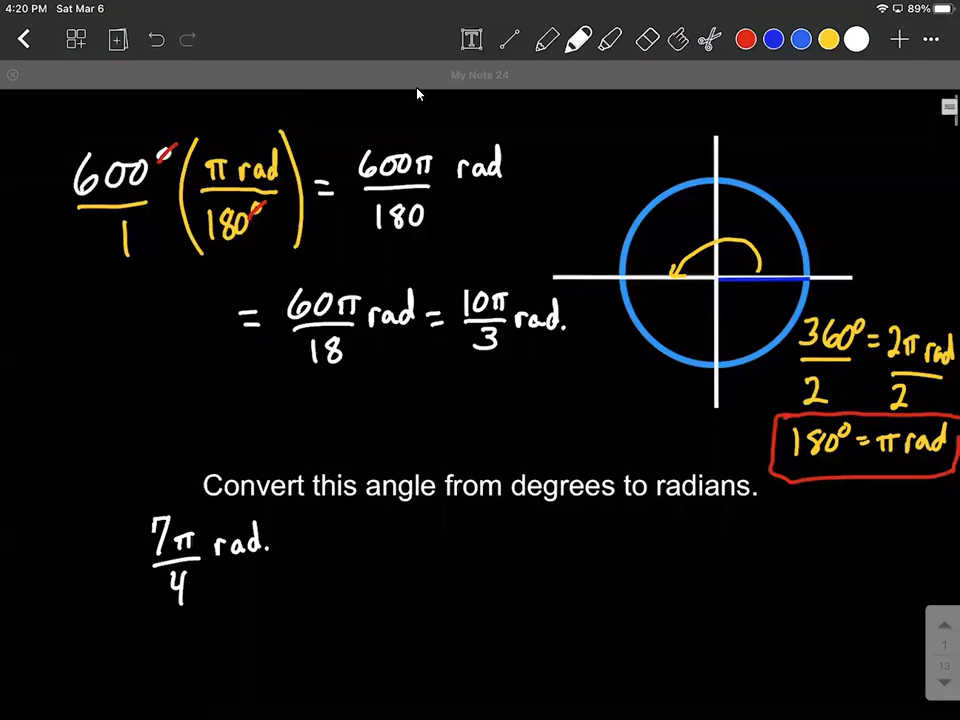 4:20 PM Sat Mar 6 89%
My Note 24
600° / 1 (π rad / 180°) = 600π / 180 rad
= 60π / 18 rad = 10π / 3 rad.
360° / 2 = 2π rad / 2
180° = π rad
Convert this angle from degrees to radians.
7π / 4 rad.
1
13